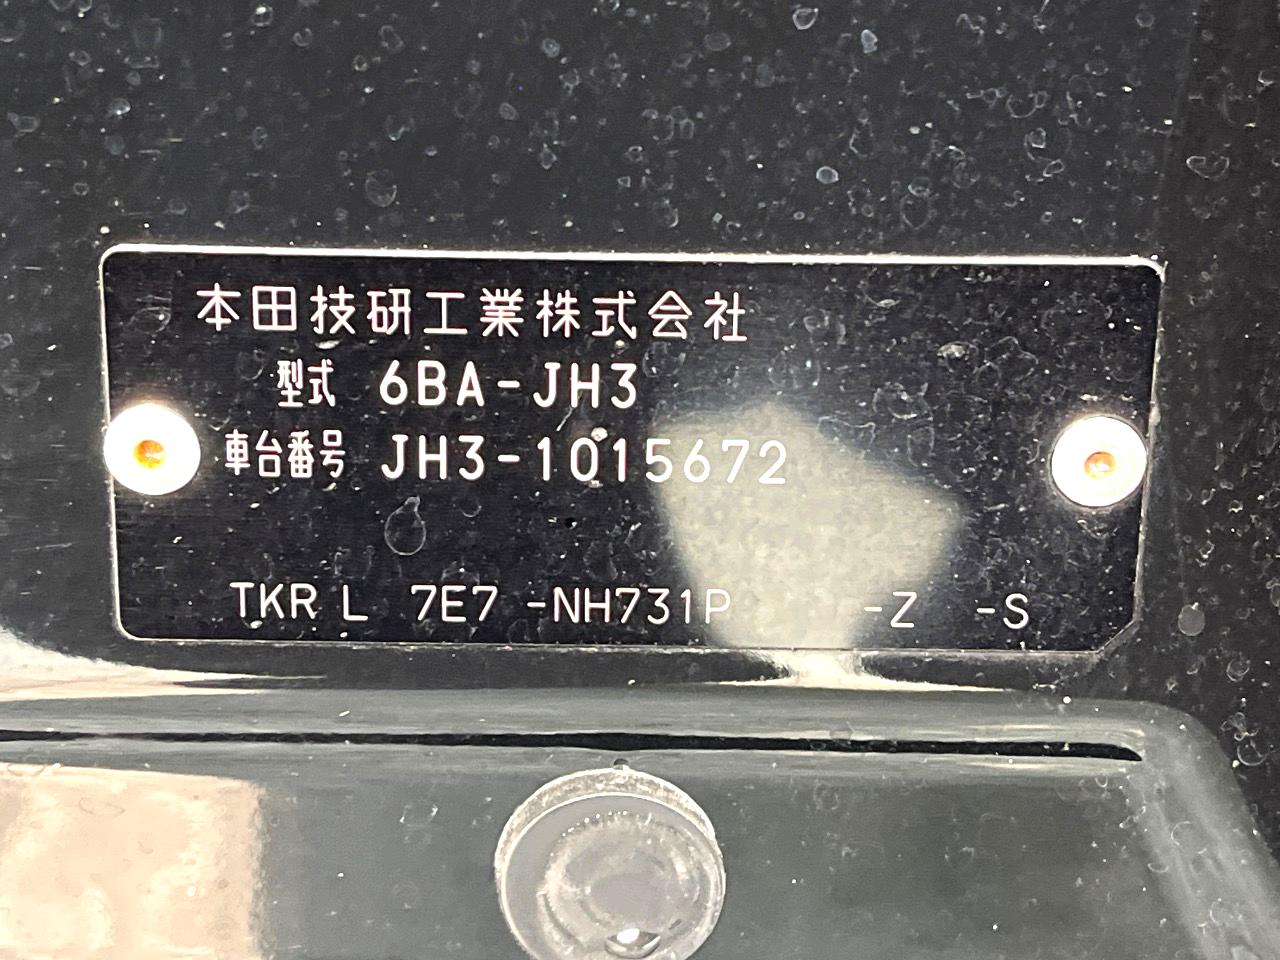 本田技研工業株式会社
型式 6BA-JH3
車台番号 JH3-1015672
TKR L 7E7 -NH731P -Z -S